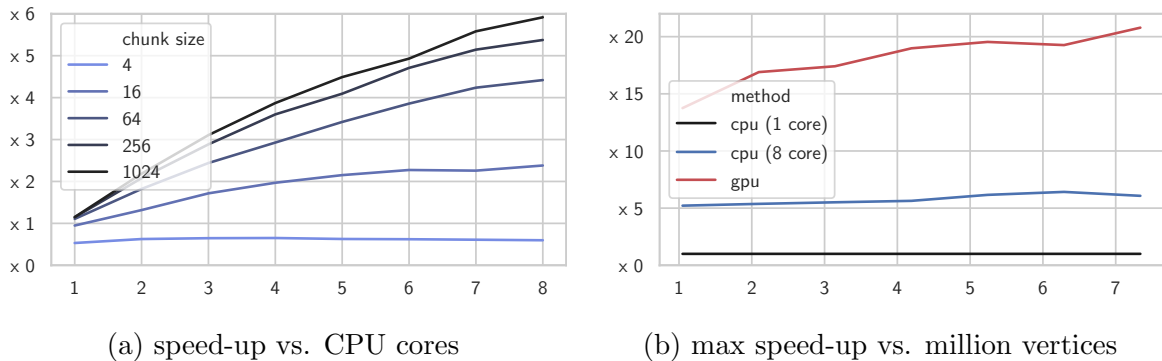 x 6
x 5
x 4
x 3
x 2
x 1
x 0
chunk size
4
16
64
256
1024
1 2 3 4 5 6 7 8
(a) speed-up vs. CPU cores
x 20
x 15
x 10
x 5
x 0
method
cpu (1 core)
cpu (8 core)
gpu
1 2 3 4 5 6 7
(b) max speed-up vs. million vertices